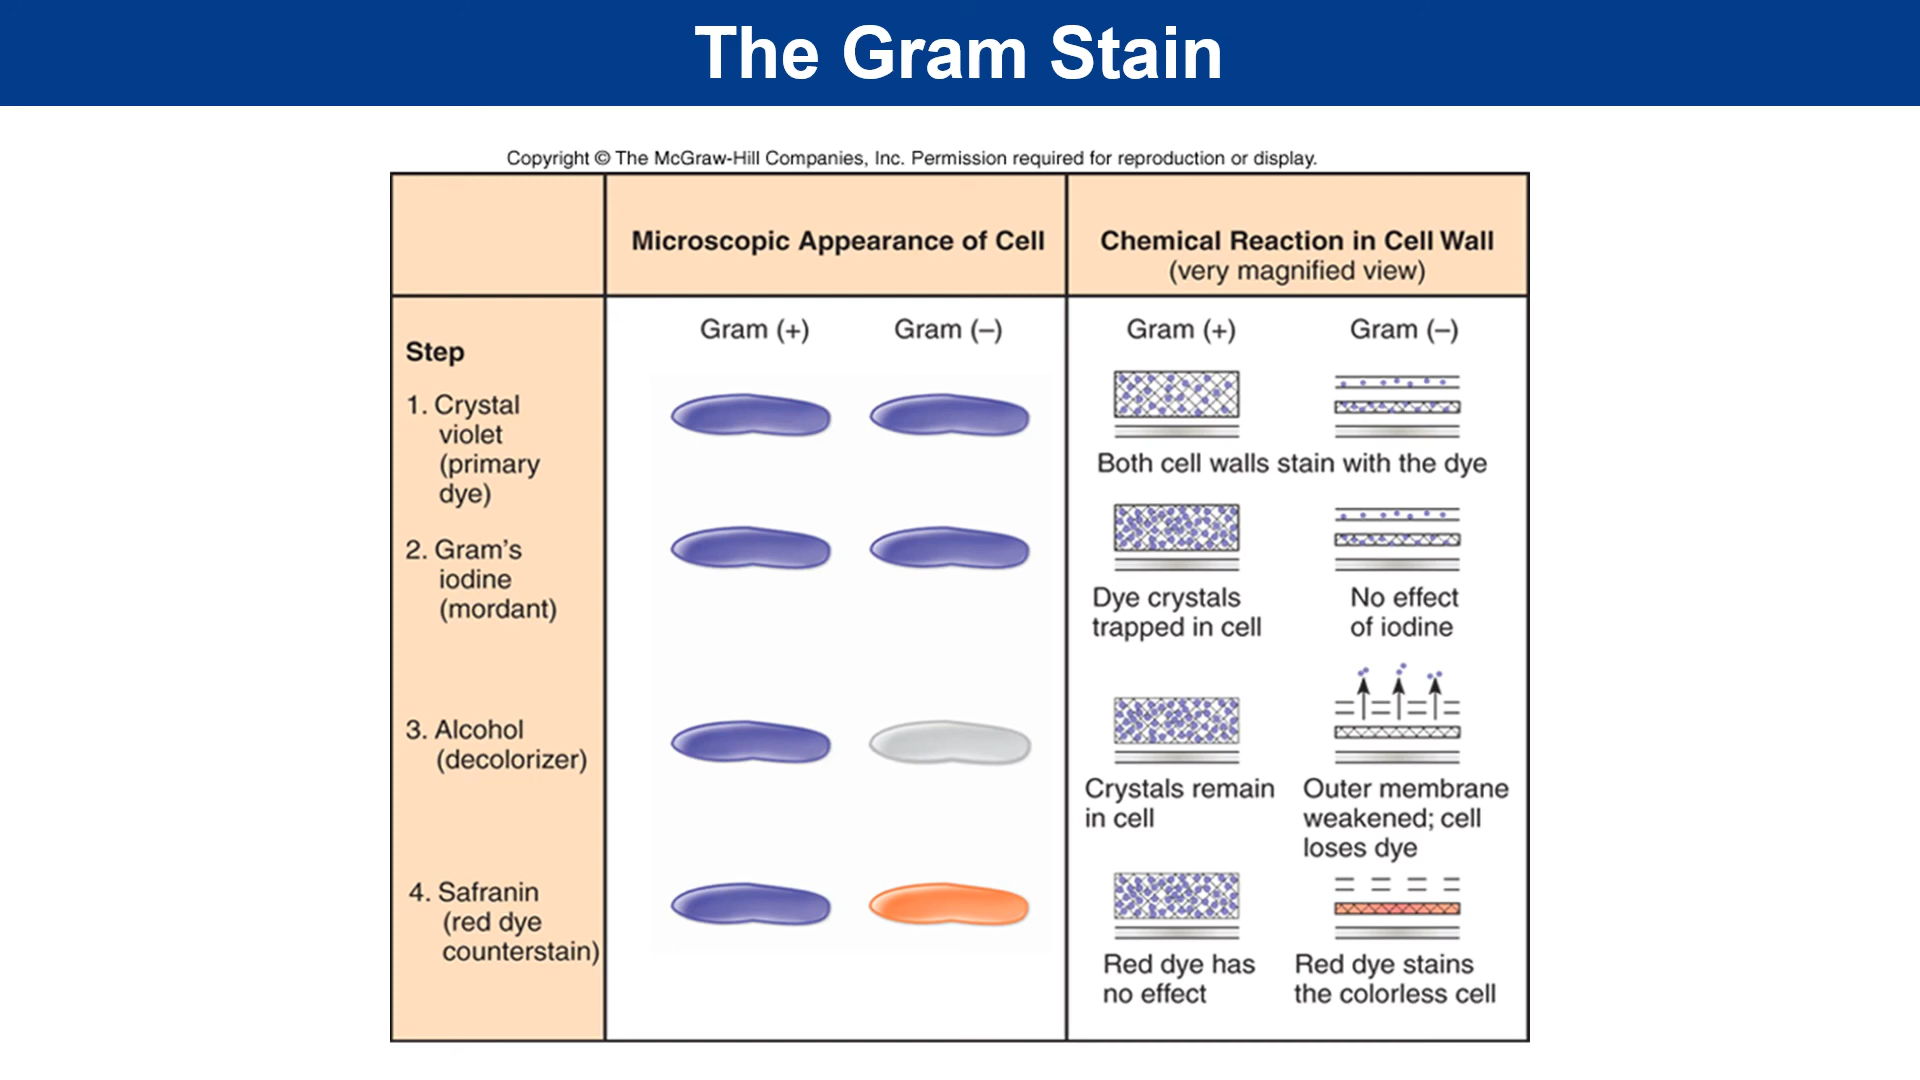 The Gram Stain
Copyright © The McGraw-Hill Companies, Inc. Permission required for reproduction or display.
Microscopic Appearance of Cell
Chemical Reaction in Cell Wall
(very magnified view)
Step
Gram (+)
Gram (–)
Gram (+)
Gram (–)
1. Crystal
violet
(primary
dye)
Both cell walls stain with the dye
2. Gram's
iodine
(mordant)
Dye crystals
trapped in cell
No effect
of iodine
3. Alcohol
(decolorizer)
Crystals remain
in cell
Outer membrane
weakened; cell
loses dye
4. Safranin
(red dye
counterstain)
Red dye has
no effect
Red dye stains
the colorless cell